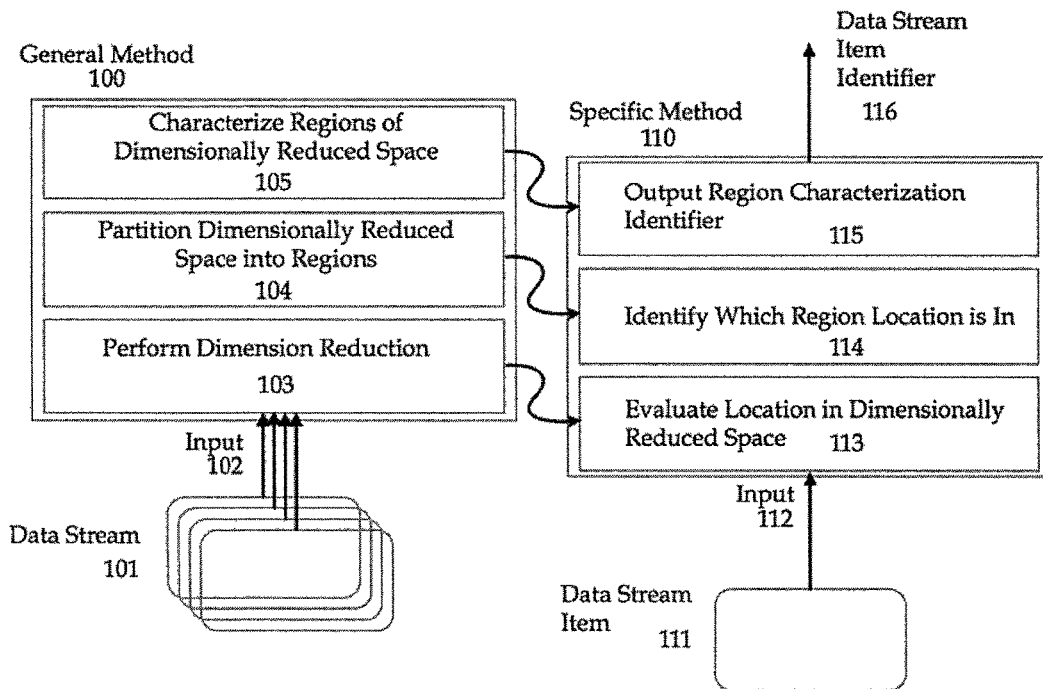 General Method
100
Characterize Regions of
Dimensionally Reduced Space
105
Partition Dimensionally Reduced
Space into Regions
104
Perform Dimension Reduction
103
Input
102
Data Stream
101
Data Stream
Item
Identifier
116
Specific Method
110
Output Region Characterization
Identifier
115
Identify Which Region Location is In
114
Evaluate Location in Dimensionally
Reduced Space
113
Input
112
Data Stream
Item
111